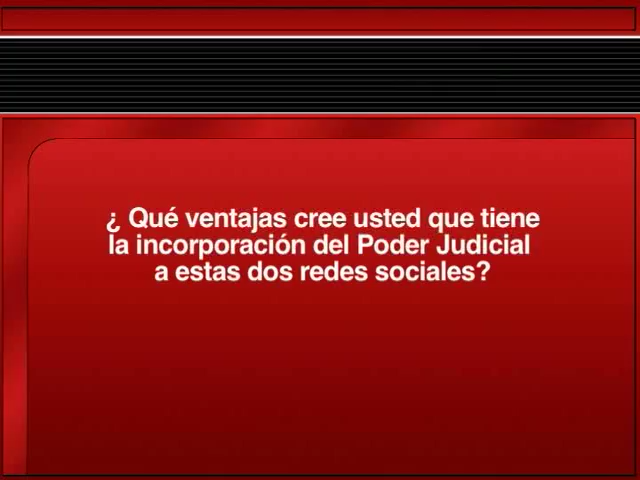 ¿ Qué ventajas cree usted que tiene
la incorporación del Poder Judicial
a estas dos redes sociales?